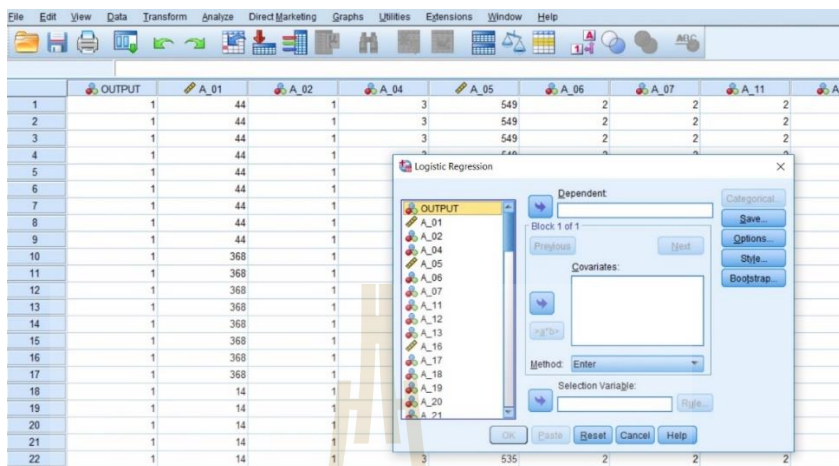 File Edit View Data Transform Analyze Direct Marketing Graphs Utilities Extensions Window Help
OUTPUT A_01 A_02 A_04 A_05 A_06 A_07 A_11
1 1 44 1 3 549 2 2 2
2 1 44 1 3 549 2 2 2
3 1 44 1 3 549 2 2 2
4 1 44 1
5 1 44 1
6 1 44 1
7 1 44 1
8 1 44 1
9 1 44 1
10 1 368 1
11 1 368 1
12 1 368 1
13 1 368 1
14 1 368 1
15 1 368 1
16 1 368 1
17 1 368 1
18 1 14 1
19 1 14 1
20 1 14 1
21 1 14 1
22 1 14 1 3 535 2 2 2
Logistic Regression
OUTPUT
A_01
A_02
A_04
A_05
A_06
A_07
A_11
A_12
A_13
A_16
A_17
A_18
A_19
A_20
A_21
Dependent:
Block 1 of 1
Previous Next
Covariates:
>a*b>
Method: Enter
Selection Variable:
Rule...
Categorical...
Save...
Options...
Style...
Bootstrap...
OK Paste Reset Cancel Help